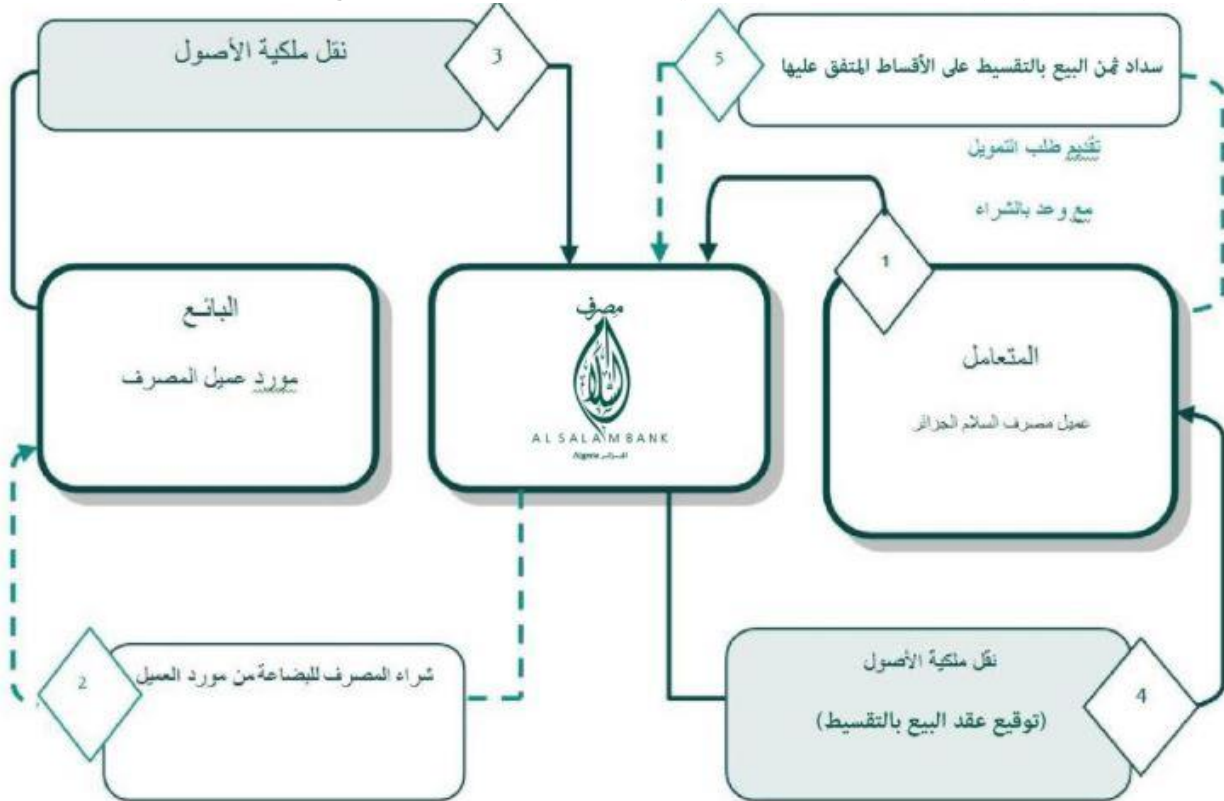 نقل ملكية الأصول
3
5
سداد ثمن البيع بالتقسيط على الأقساط المتفق عليها
تقديم طلب التمويل
مع وعد بالشراء
1
البائع
مورد عميل المصرف
مصرف
السلام
AL SALAM BANK
Algeria الجزائر
المتعامل
عميل مصرف السلام الجزائر
2
شراء المصرف للبضاعة من مورد العميل
نقل ملكية الأصول
(توقيع عقد البيع بالتقسيط)
4